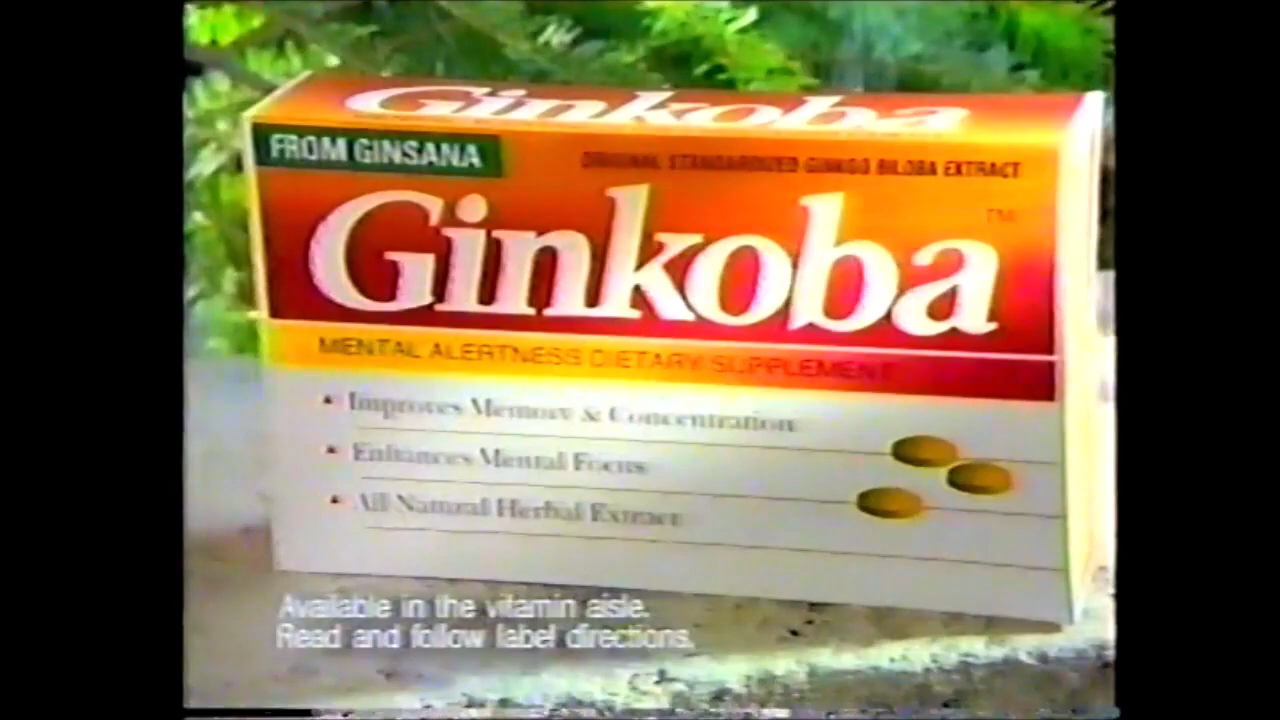 Ginkoba
FROM GINSANA
ORIGINAL STANDARDIZED GINKGO BILOBA EXTRACT
Ginkoba TM
MENTAL ALERTNESS DIETARY SUPPLEMENT
• Improves Memory & Concentration
• Enhances Mental Focus
• All Natural Herbal Extract
Available in the vitamin aisle.
Read and follow label directions.